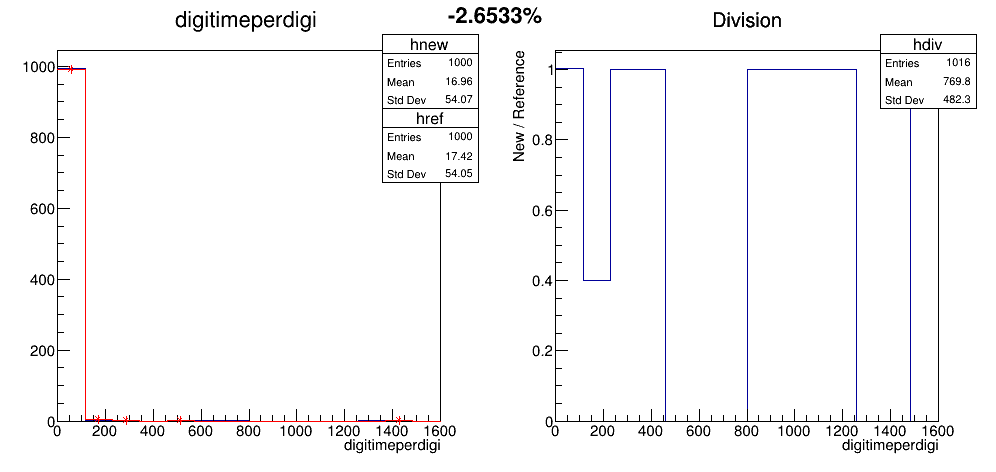 -2.6533%
digitimeperdigi
hnew
Entries 1000
Mean 16.96
Std Dev 54.07
href
Entries 1000
Mean 17.42
Std Dev 54.05
1000
800
600
400
200
0
0 200 400 600 800 1000 1200 1400 1600
digitimeperdigi
Division
hdiv
Entries 1016
Mean 769.8
Std Dev 482.3
New / Reference
1
0.8
0.6
0.4
0.2
0
0 200 400 600 800 1000 1200 1400 1600
digitimeperdigi